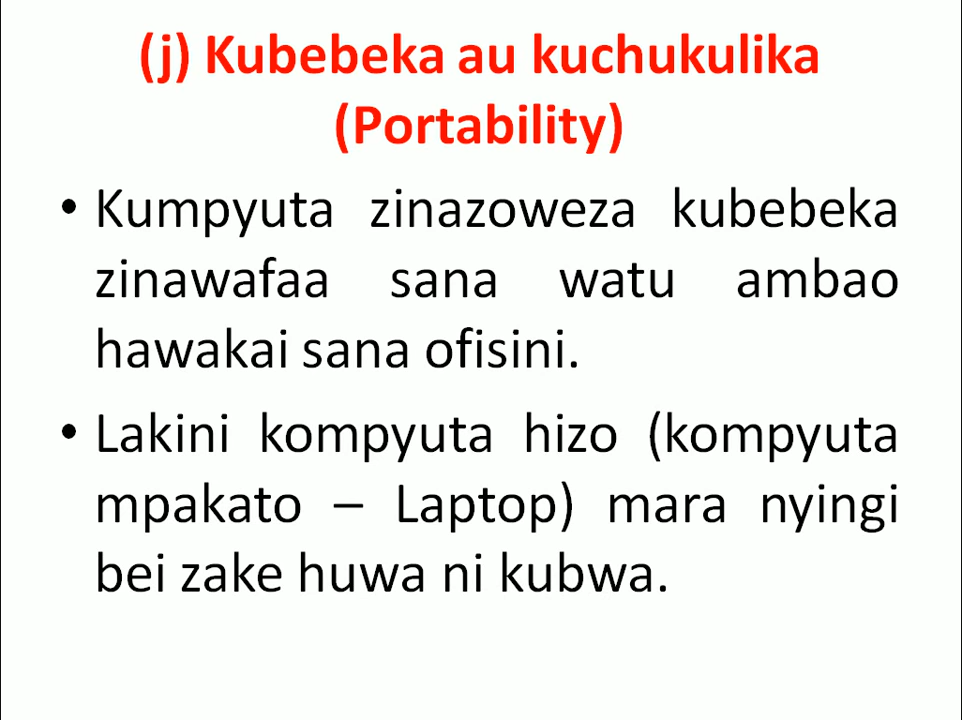 (j) Kubebeka au kuchukulika
(Portability)
• Kumpyuta zinazoweza kubebeka
zinawafaa sana watu ambao
hawakai sana ofisini.
• Lakini kompyuta hizo (kompyuta
mpakato – Laptop) mara nyingi
bei zake huwa ni kubwa.